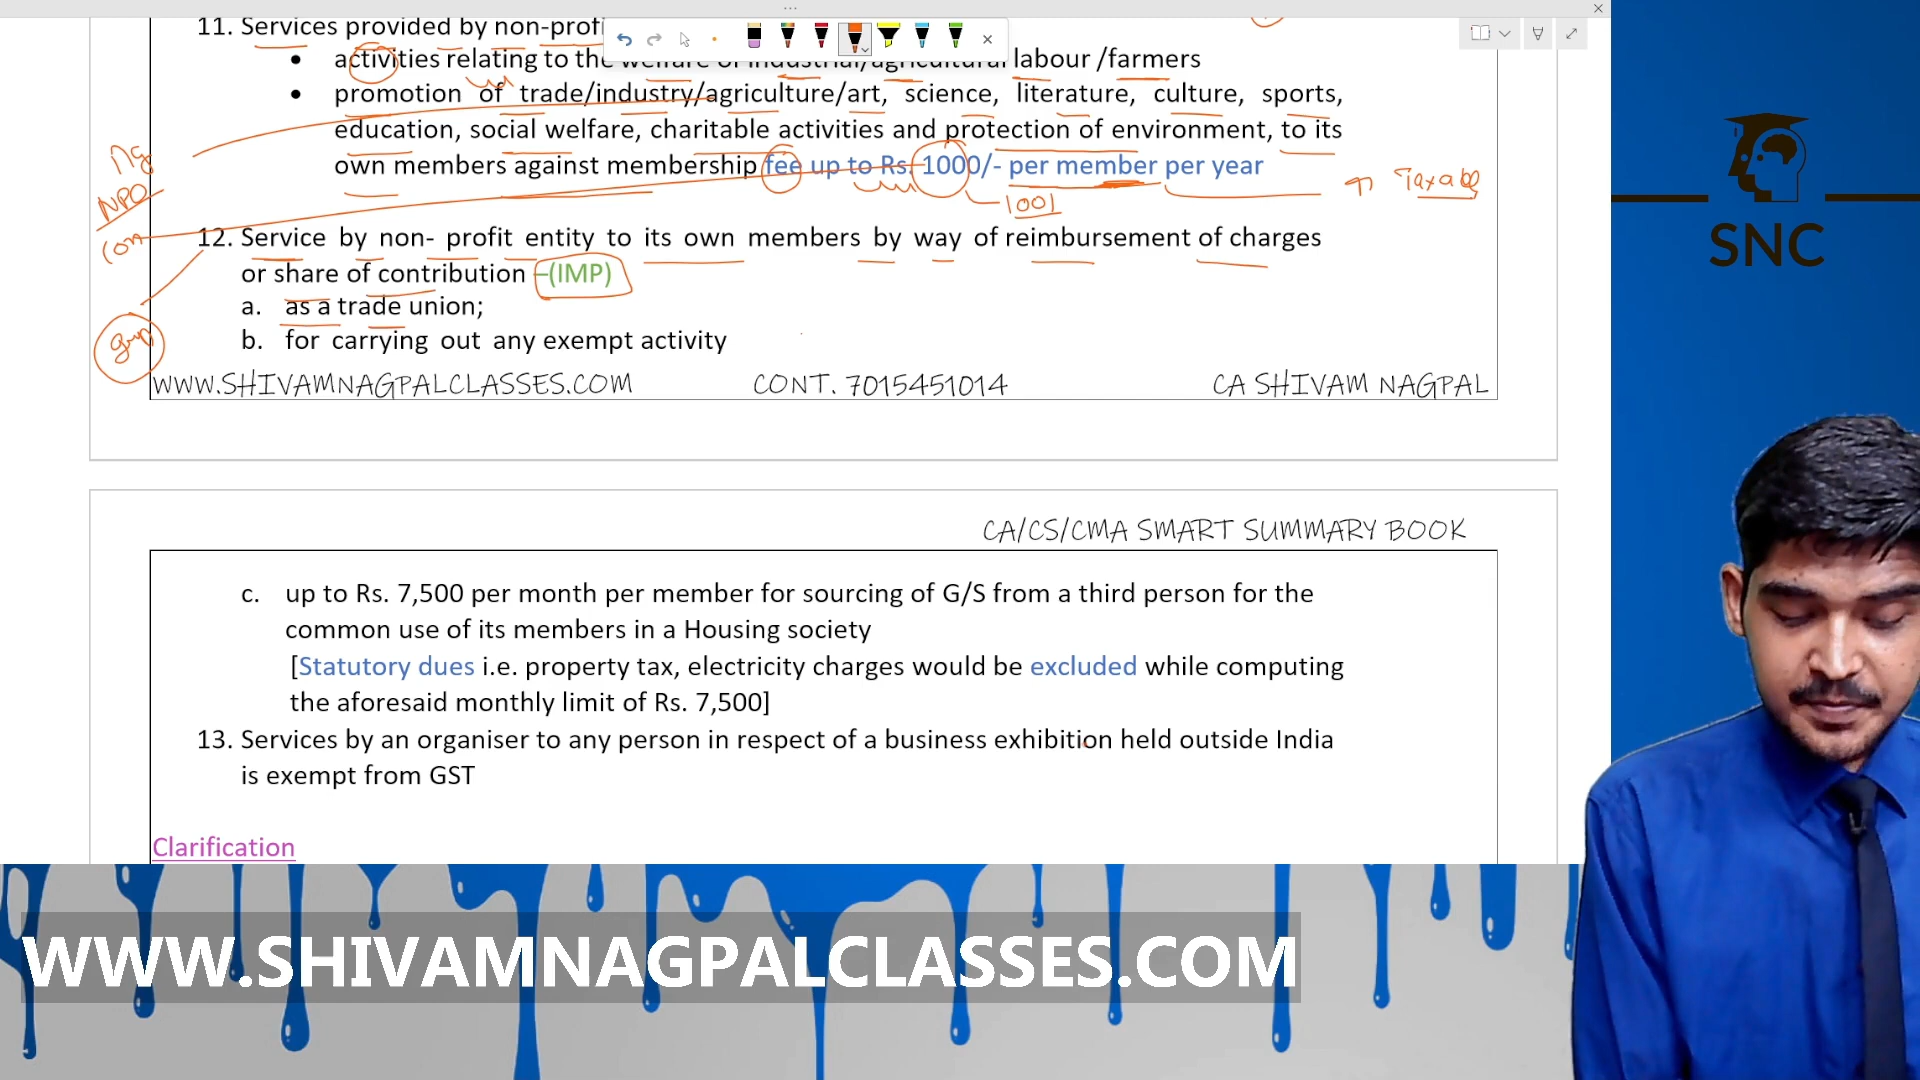 11. Services provided by non-profi
• activities relating to the welfare of industrial/agricultural labour /farmers
• promotion of trade/industry/agriculture/art, science, literature, culture, sports,
education, social welfare, charitable activities and protection of environment, to its
own members against membership fee up to Rs. 1000/- per member per year
NPO
1001
Taxable
12. Service by non- profit entity to its own members by way of reimbursement of charges
or share of contribution –(IMP)
a. as a trade union;
b. for carrying out any exempt activity
WWW.SHIVAMNAGPALCLASSES.COM CONT. 7015451014 CA SHIVAM NAGPAL
CA/CS/CMA SMART SUMMARY BOOK
c. up to Rs. 7,500 per month per member for sourcing of G/S from a third person for the
common use of its members in a Housing society
[Statutory dues i.e. property tax, electricity charges would be excluded while computing
the aforesaid monthly limit of Rs. 7,500]
13. Services by an organiser to any person in respect of a business exhibition held outside India
is exempt from GST
Clarification
SNC
WWW.SHIVAMNAGPALCLASSES.COM